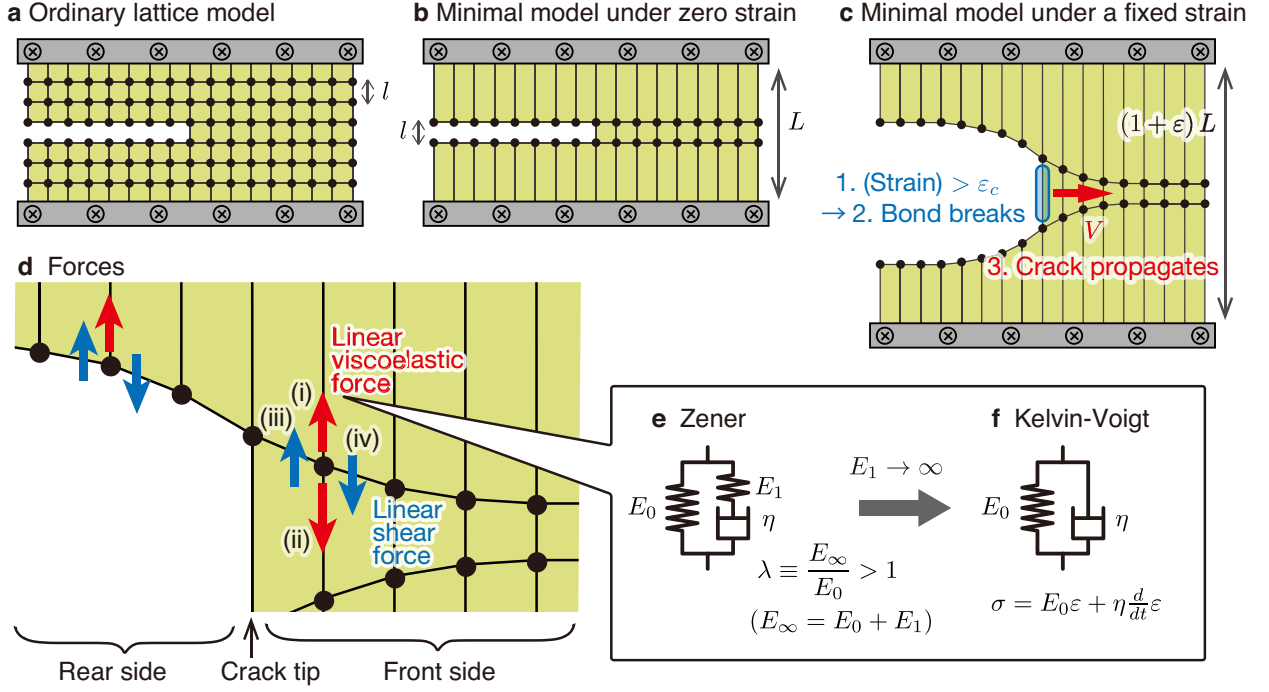 a Ordinary lattice model
l
b Minimal model under zero strain
l
L
c Minimal model under a fixed strain
(1 + ε) L
1. (Strain) > ε_c
→ 2. Bond breaks
V
3. Crack propagates
d Forces
Linear
viscoelastic
force
(i)
(iii)
(iv)
(ii)
Linear
shear
force
Rear side
Crack tip
Front side
e Zener
E_0
E_1
η
λ ≡ E_∞/E_0 > 1
(E_∞ = E_0 + E_1)
E_1 → ∞
f Kelvin-Voigt
E_0
η
σ = E_0ε + η d/dt ε